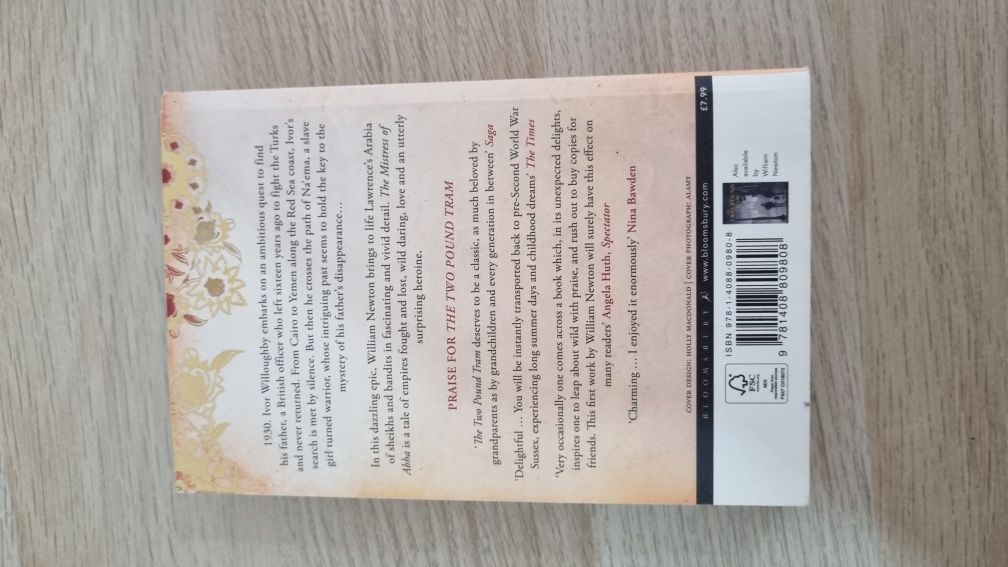 1930. Ivor Willoughby embarks on an ambitious quest to find
his father, a British officer who left sixteen years ago to fight the Turks
and never returned. From Cairo to Yemen along the Red Sea coast, Ivor's
search is met by silence. But then he crosses the path of Na'ema, a slave
girl turned warrior, whose intriguing past seems to hold the key to the
mystery of his father's disappearance…
In this dazzling epic, William Newton brings to life Lawrence's Arabia
of sheikhs and bandits in fascinating and vivid detail. The Mistress of
Abha is a tale of empires fought and lost, wild daring, love and an utterly
surprising heroine.
PRAISE FOR THE TWO POUND TRAM
'The Two Pound Tram deserves to be a classic, as much beloved by
grandparents as by grandchildren and every generation in between' Saga
'Delightful … You will be instantly transported back to pre-Second World War
Sussex, experiencing long summer days and childhood dreams' The Times
'Very occasionally one comes across a book which, in its unexpected delights,
inspires one to leap about wild with praise, and rush out to buy copies for
friends. This first work by William Newton will surely have this effect on
many readers' Angela Huth, Spectator
'Charming … I enjoyed it enormously' Nina Bawden
COVER DESIGN: HOLLY MACDONALD | COVER PHOTOGRAPH: ALAMY
BLOOMSBURY www.bloomsbury.com £7.99
FSC
MIX
ISBN 978-1-4088-0980-8
9 781408 809808
Also
available
by
William
Newton